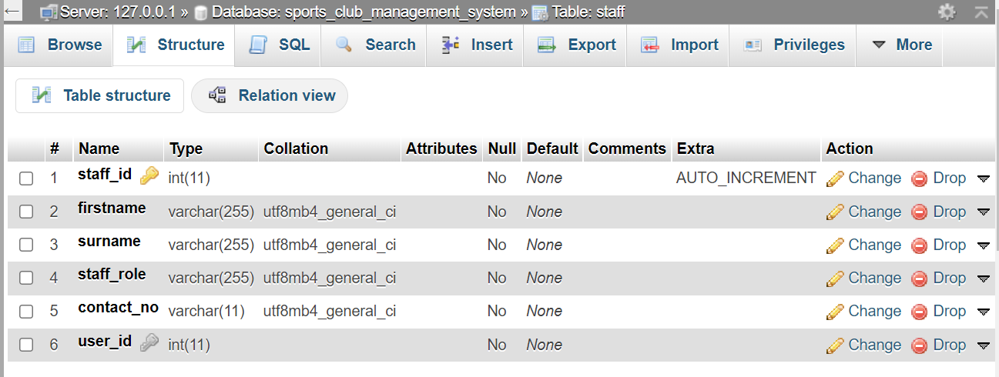 Server: 127.0.0.1 » Database: sports_club_management_system » Table: staff
Browse Structure SQL Search Insert Export Import Privileges More
Table structure Relation view
# Name Type Collation Attributes Null Default Comments Extra Action
1 staff_id int(11) No None AUTO_INCREMENT Change Drop
2 firstname varchar(255) utf8mb4_general_ci No None Change Drop
3 surname varchar(255) utf8mb4_general_ci No None Change Drop
4 staff_role varchar(255) utf8mb4_general_ci No None Change Drop
5 contact_no varchar(11) utf8mb4_general_ci No None Change Drop
6 user_id int(11) No None Change Drop